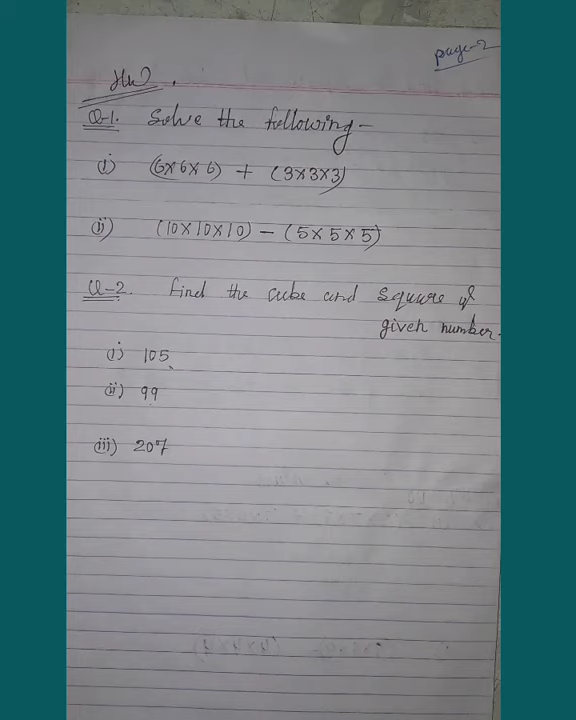 page-2
HW.
Q-1. Solve the following-
(i) (6×6×6) + (3×3×3)
(ii) (10×10×10) - (5×5×5)
Q-2. Find the cube and square of
given number.
(i) 105
(ii) 99
(iii) 207